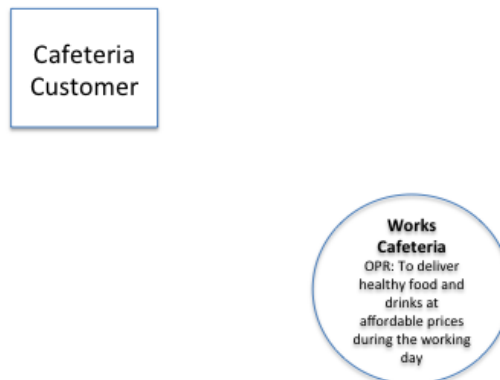 Cafeteria
Customer
Works
Cafeteria
OPR: To deliver
healthy food and
drinks at
affordable prices
during the working
day